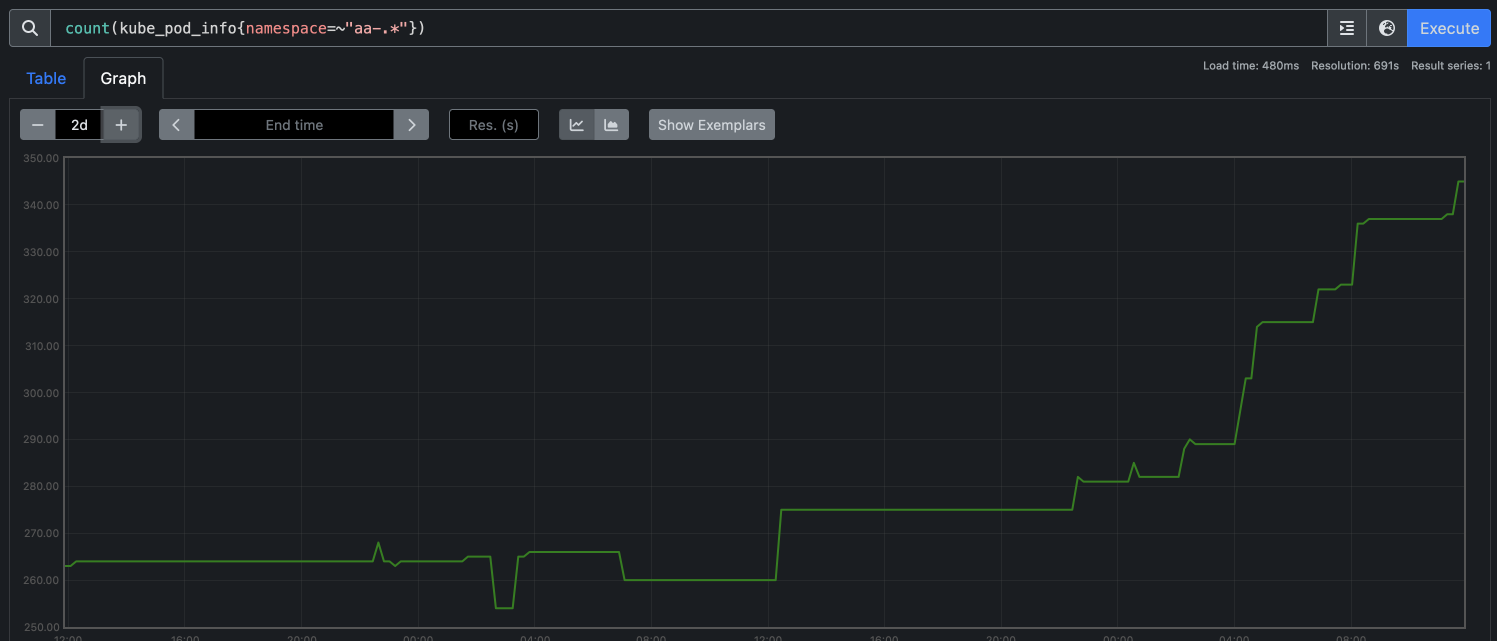 count(kube_pod_info{namespace=~"aa-.*"})
Execute
Load time: 480ms Resolution: 691s Result series: 1
Table Graph
− 2d + End time Res. (s) Show Exemplars
350.00
340.00
330.00
320.00
310.00
300.00
290.00
280.00
270.00
260.00
250.00
12:00 16:00 20:00 00:00 04:00 08:00 12:00 16:00 20:00 00:00 04:00 08:00